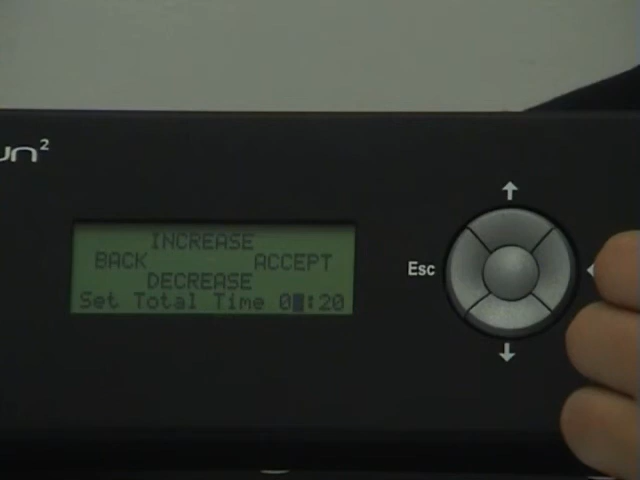 INCREASE
BACK ACCEPT
DECREASE
Set Total Time 0█:20
Esc